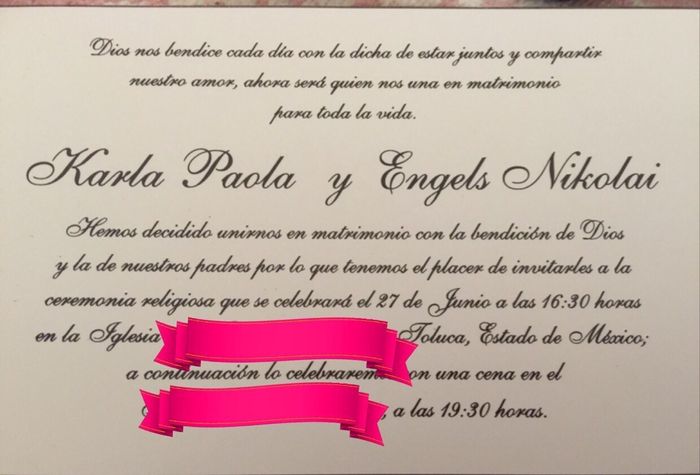 Dios nos bendice cada día con la dicha de estar juntos y compartir
nuestro amor, ahora será quien nos una en matrimonio
para toda la vida.
Karla Paola y Engels Nikolai
Hemos decidido unirnos en matrimonio con la bendición de Dios
y la de nuestros padres por lo que tenemos el placer de invitarles a la
ceremonia religiosa que se celebrará el 27 de Junio a las 16:30 horas
en la Iglesia Toluca, Estado de México;
a continuación lo celebraremos con una cena en el
, a las 19:30 horas.